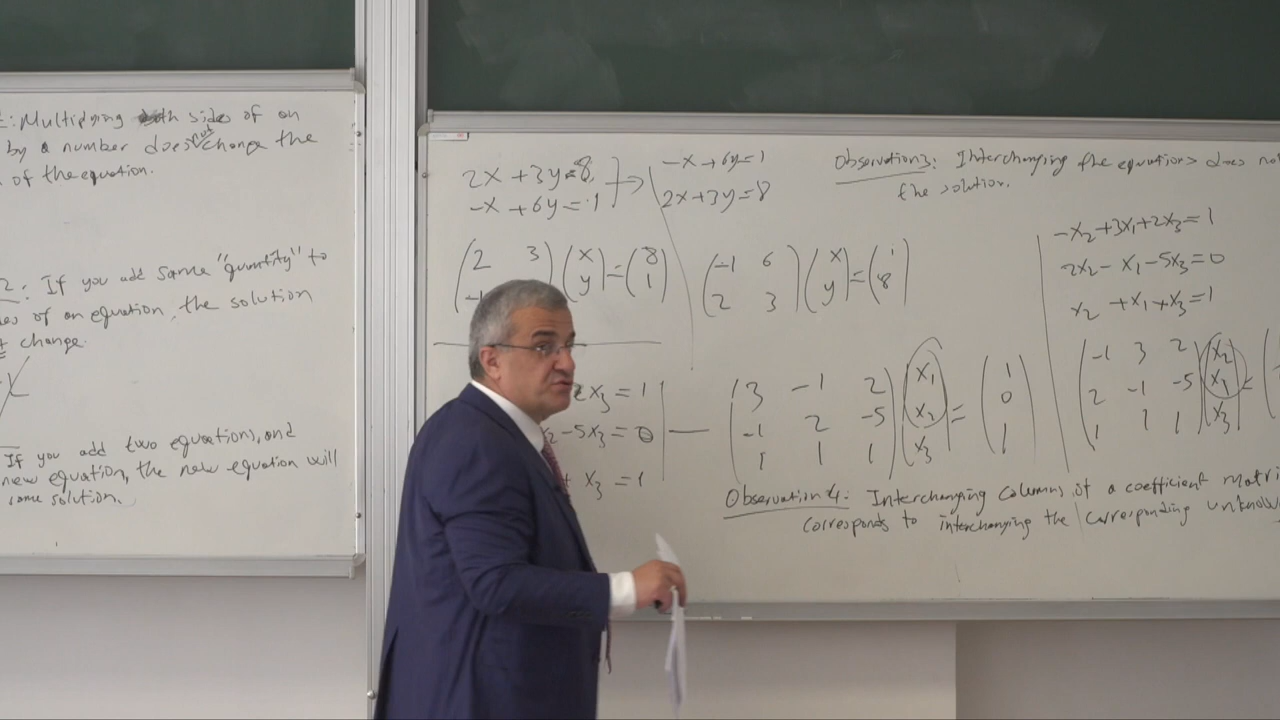 Multiplying both side of an
by a number does not change the
of the equation.
2: If you add same "quantity" to
of an equation, the solution
change.
If you add two equations, and
new equation, the new equation will
same solution.
2x + 3y = 8
-x + 6y = 1
-x + 6y = 1
2x + 3y = 8
(2 3) (x) = (8)
(y) (1)
(-1 6) (x) = (1)
(2 3) (y) (8)
x3 = 1
-5x3 = 0
+ x3 = 1
(3 -1 2) (x1) (1)
(-1 2 -5) (x2) = (0)
(1 1 1) (x3) (1)
Observation 3: Interchanging the equations does
the solution.
-x2 + 3x1 + 2x3 = 1
2x2 - x1 - 5x3 = 0
x2 + x1 + x3 = 1
(-1 3 2) (x2)
(2 -1 -5) (x1) =
(1 1 1) (x3)
Observation 4: Interchanging columns of a coefficient matri
corresponds to interchanging the corresponding unknow